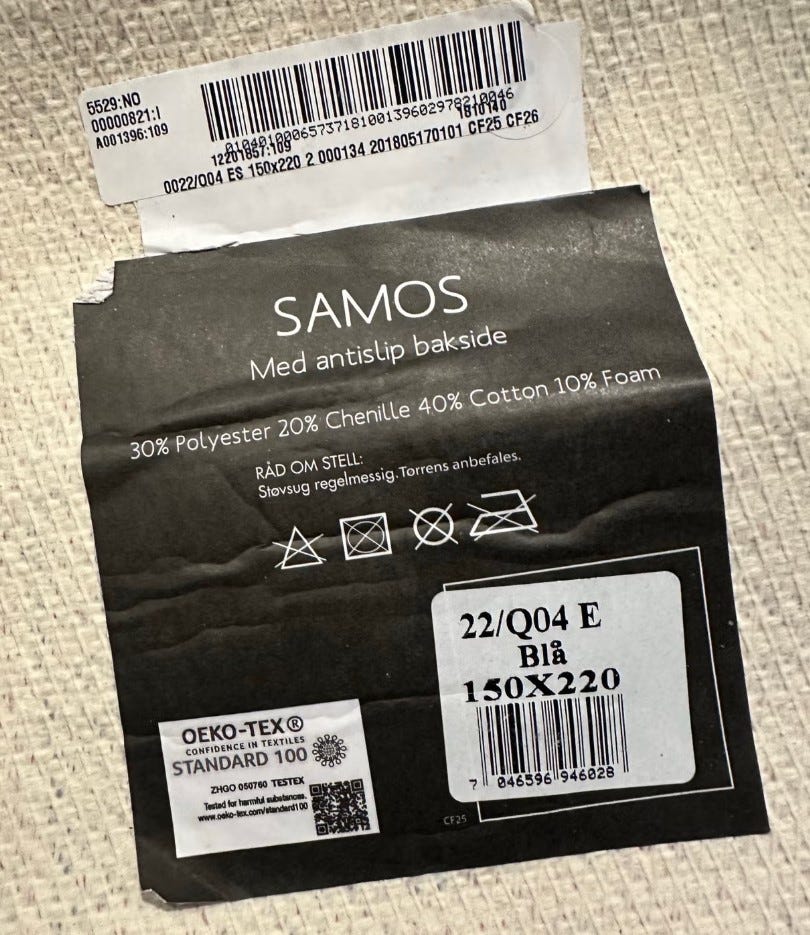 5529:NO
00000821:I
A001396:109
12201857:109
1810140
0022/Q04 ES 150x220 2 000134 201805170101 CF25 CF26
SAMOS
Med antislip bakside
30% Polyester 20% Chenille 40% Cotton 10% Foam
RÅD OM STELL:
Støvsug regelmessig. Tørrens anbefales.
22/Q04 E
Blå
150X220
7 046596 946028
OEKO-TEX®
CONFIDENCE IN TEXTILES
STANDARD 100
ZHGO 050760 TESTEX
Tested for harmful substances.
www.oeko-tex.com/standard100
CF25